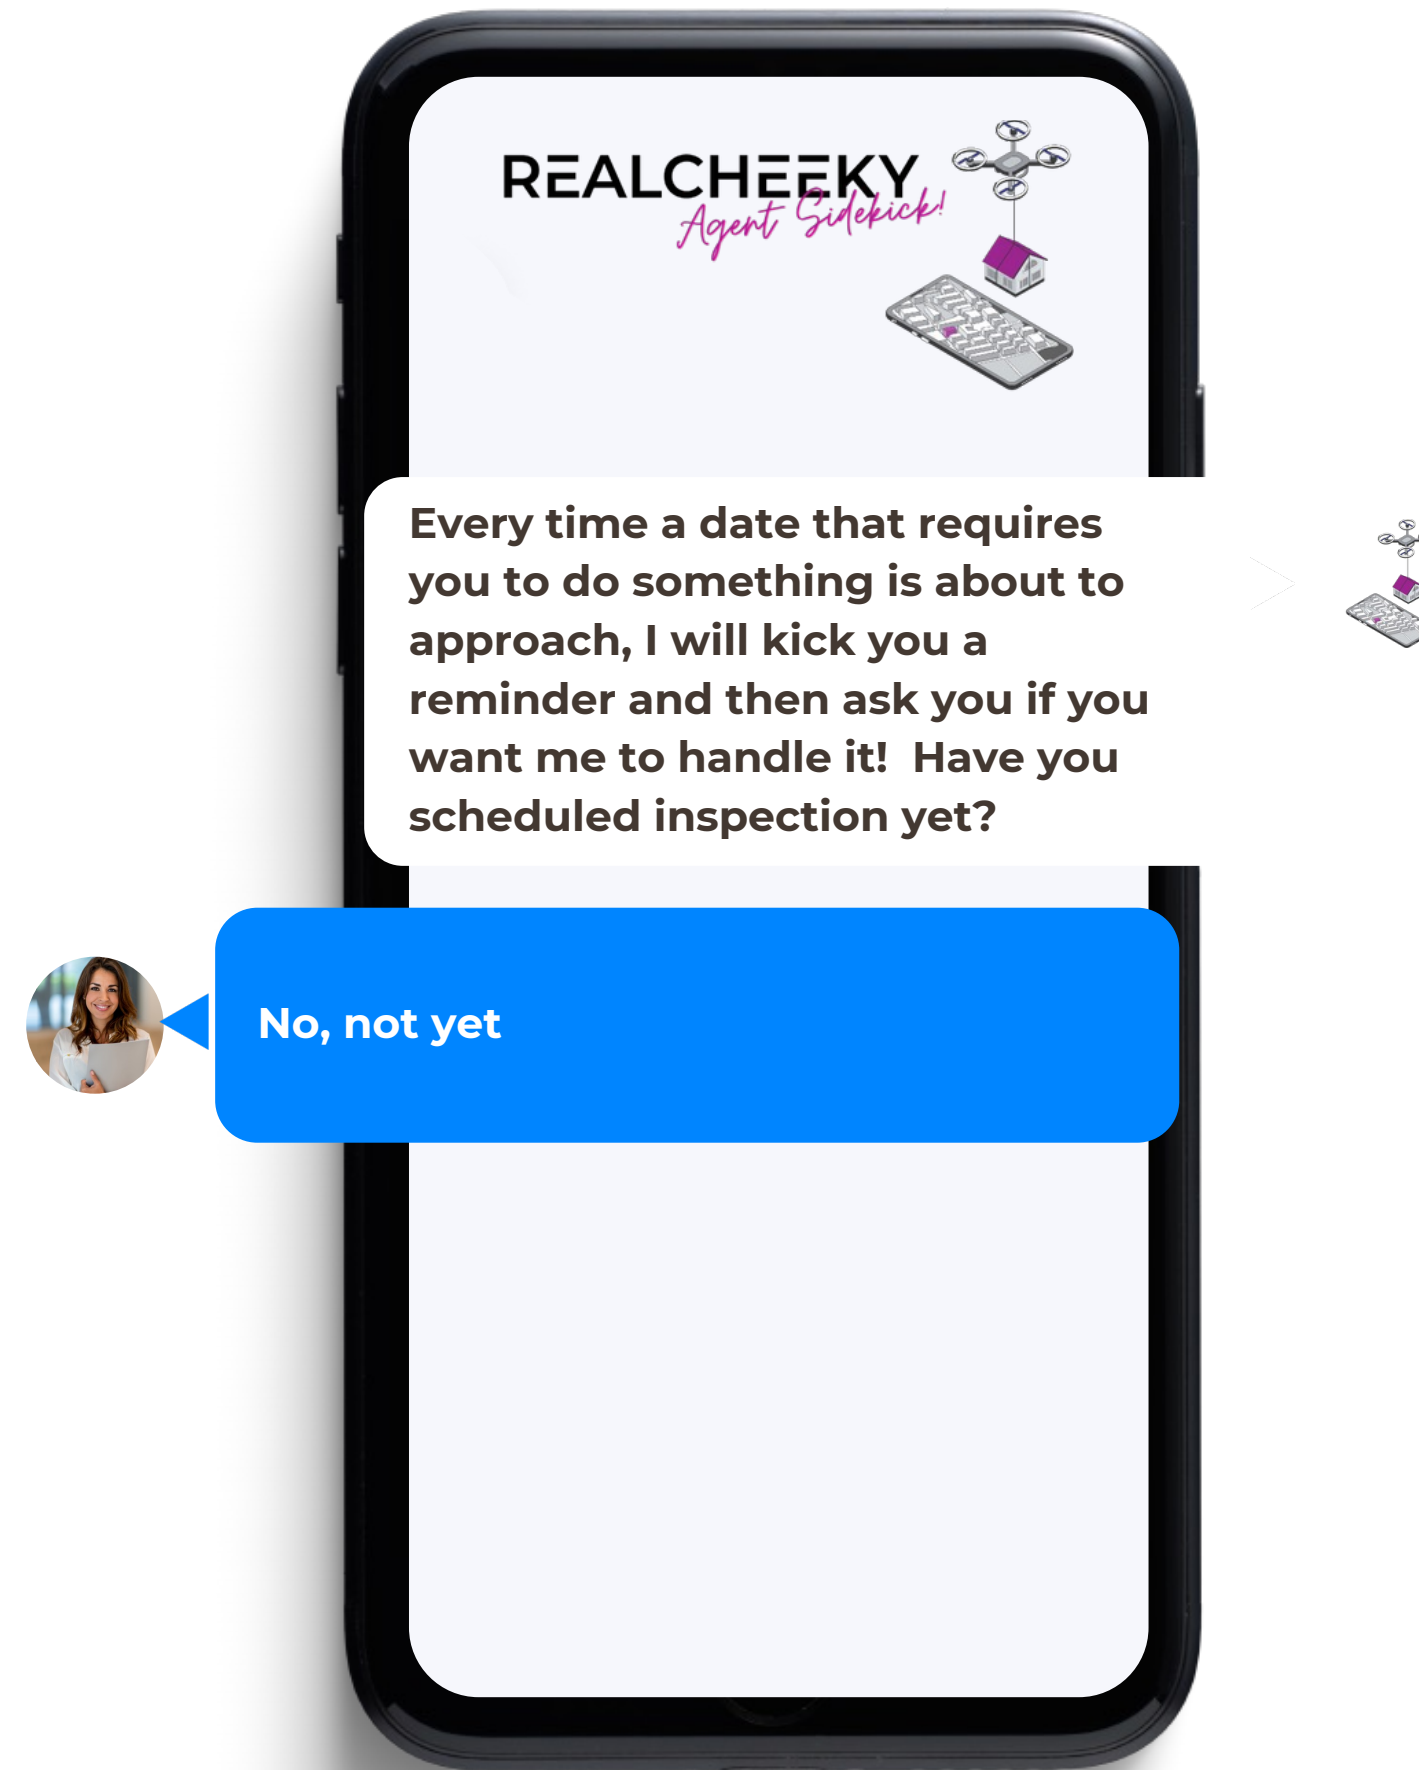 REALCHEEKY
Agent Sidekick!
Every time a date that requires
you to do something is about to
approach, I will kick you a
reminder and then ask you if you
want me to handle it!  Have you
scheduled inspection yet?
No, not yet